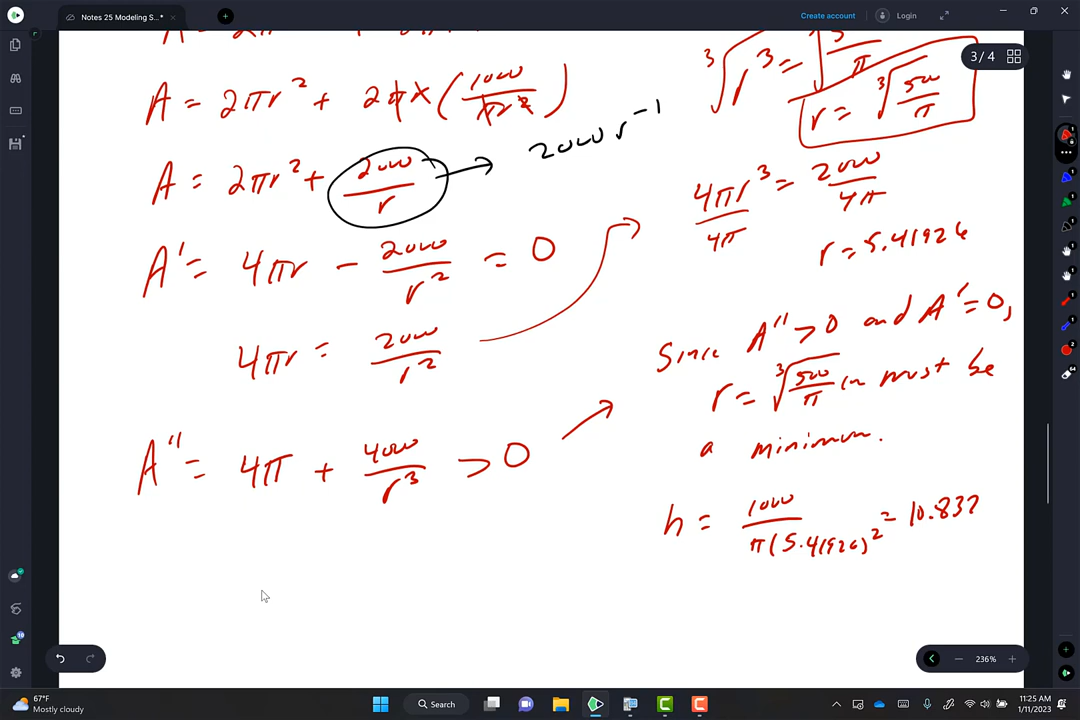 Notes 25 Modeling S...*
Create account
Login
3/4
A = 2πr² + 2πr(1000/πr²)
∛r³ =
r = ∛500/π
A = 2πr² + 2000/r → 2000r⁻¹
4πr³/4π = 2000/4π
r = 5.41926
A' = 4πr - 2000/r² = 0
4πr = 2000/r²
Since A'' > 0 and A' = 0,
r = ∛500/π in must be
a minimum.
A'' = 4π + 4000/r³ > 0
h = 1000/π(5.41926)² = 10.837
236%
67°F
Mostly cloudy
Search
11:25 AM
1/11/2023